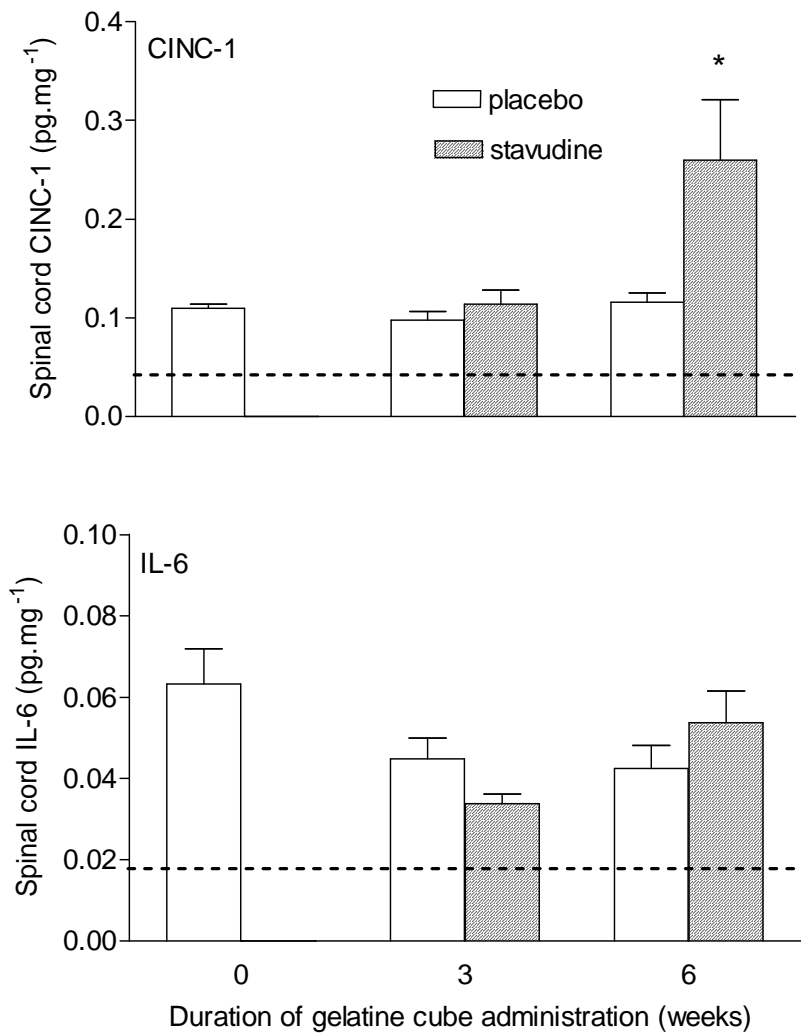 CINC-1
Spinal cord CINC-1 (pg.mg⁻¹)
0.4
0.3
0.2
0.1
0.0
placebo
stavudine
*
IL-6
Spinal cord IL-6 (pg.mg⁻¹)
0.10
0.08
0.06
0.04
0.02
0.00
0 3 6
Duration of gelatine cube administration (weeks)